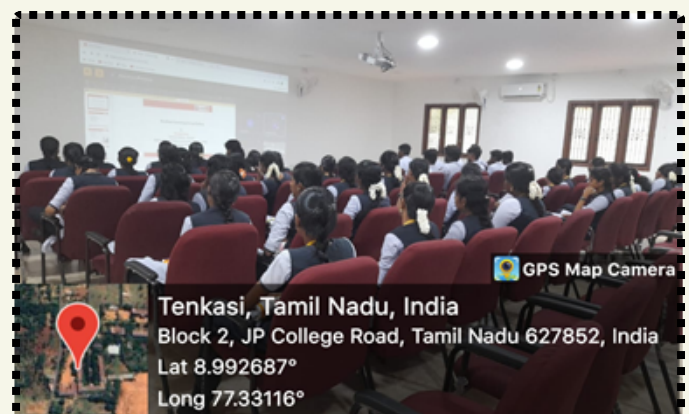 GPS Map Camera
Tenkasi, Tamil Nadu, India
Block 2, JP College Road, Tamil Nadu 627852, India
Lat 8.992687°
Long 77.33116°